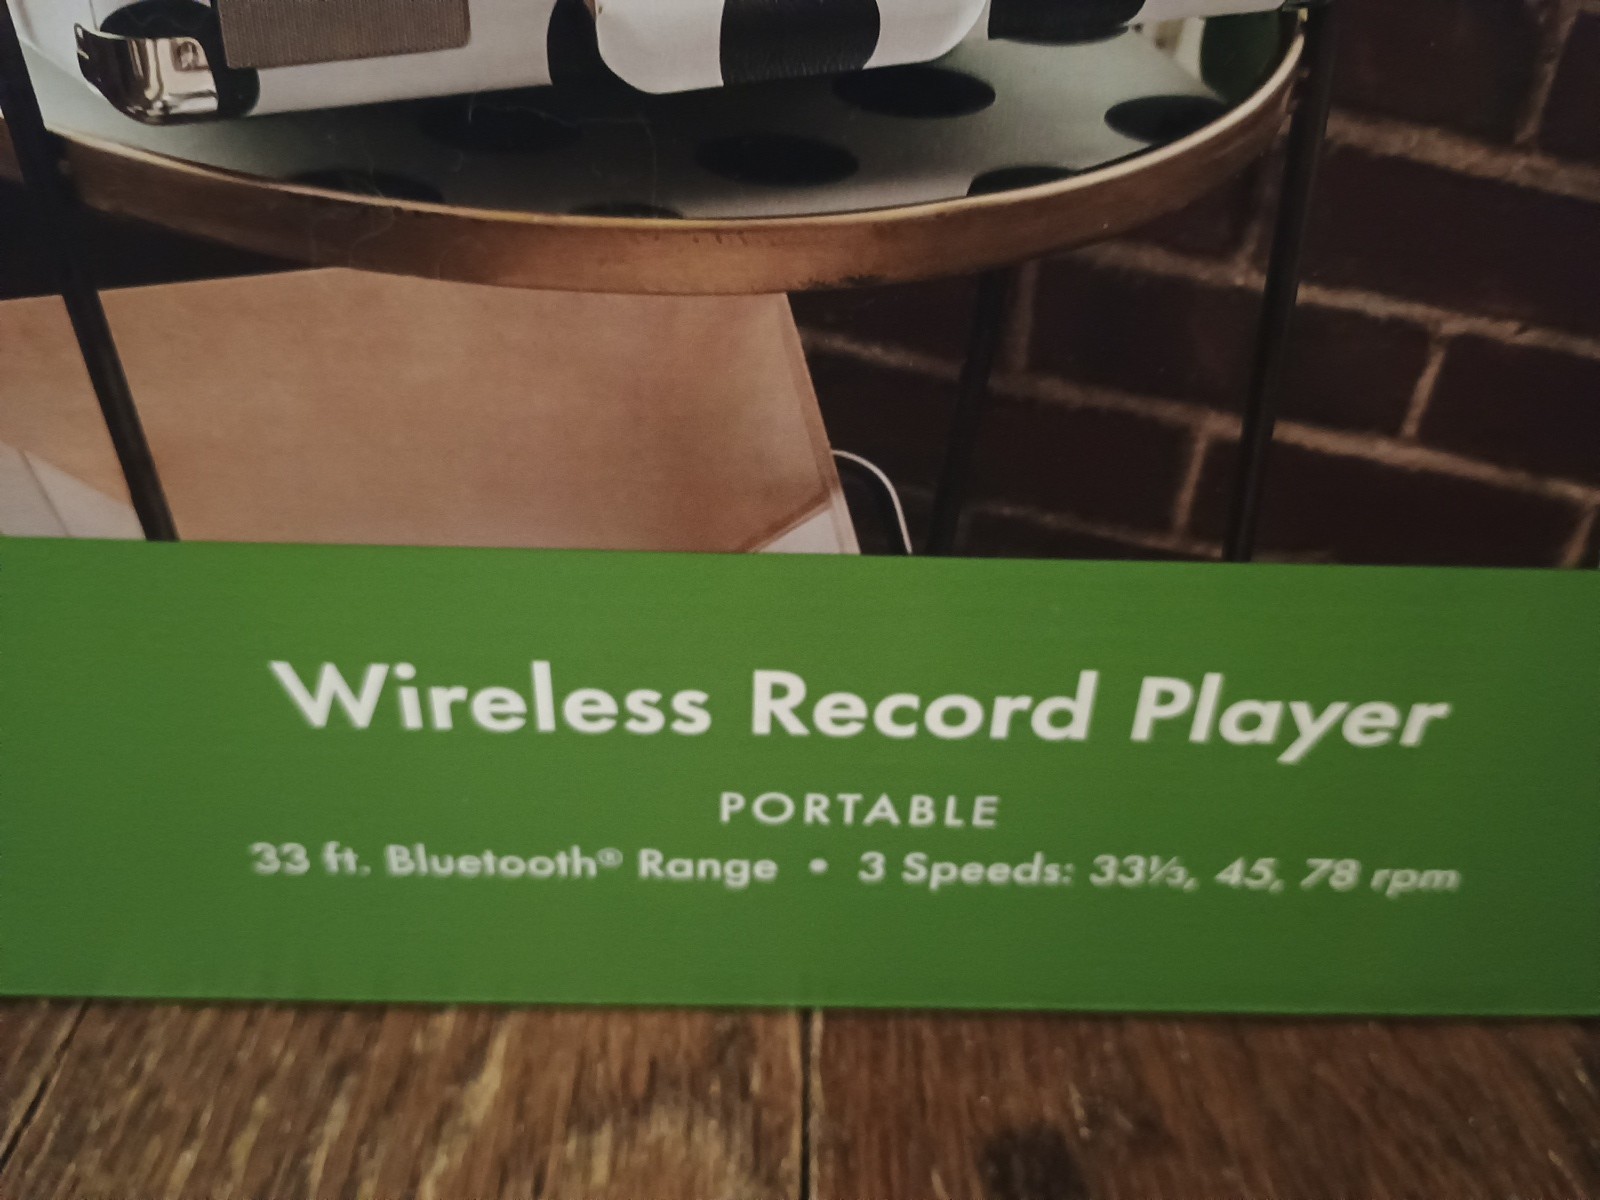 Wireless Record Player
PORTABLE
33 ft. Bluetooth® Range • 3 Speeds: 33⅓, 45, 78 rpm